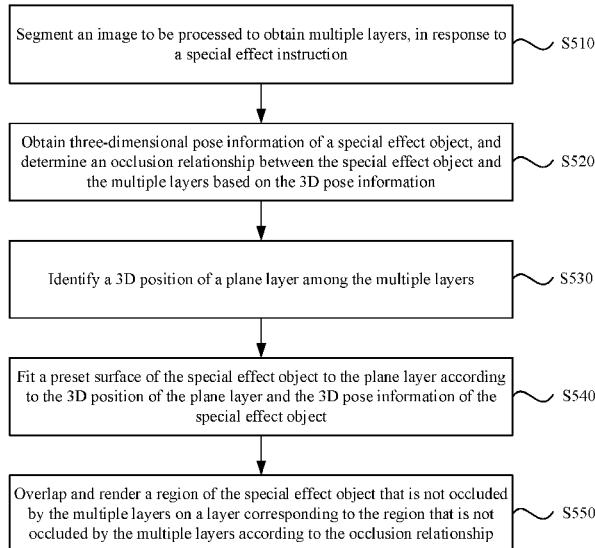 Segment an image to be processed to obtain multiple layers, in response to
a special effect instruction
S510
Obtain three-dimensional pose information of a special effect object, and
determine an occlusion relationship between the special effect object and
the multiple layers based on the 3D pose information
S520
Identify a 3D position of a plane layer among the multiple layers
S530
Fit a preset surface of the special effect object to the plane layer according
to the 3D position of the plane layer and the 3D pose information of the
special effect object
S540
Overlap and render a region of the special effect object that is not occluded
by the multiple layers on a layer corresponding to the region that is not
occluded by the multiple layers according to the occlusion relationship
S550